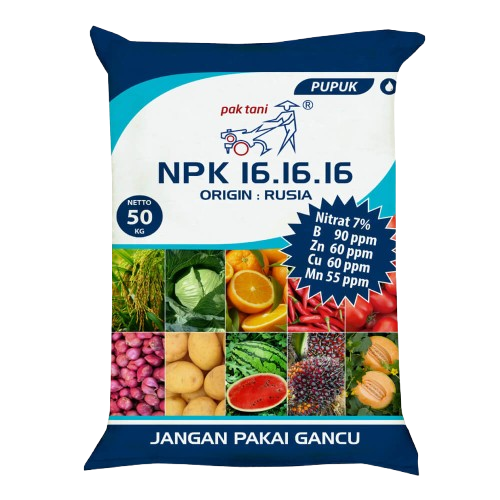 PUPUK
pak tani ®
NPK 16.16.16
ORIGIN : RUSIA
NETTO
50
KG
Nitrat 7%
B 90 ppm
Zn 60 ppm
Cu 60 ppm
Mn 55 ppm
JANGAN PAKAI GANCU